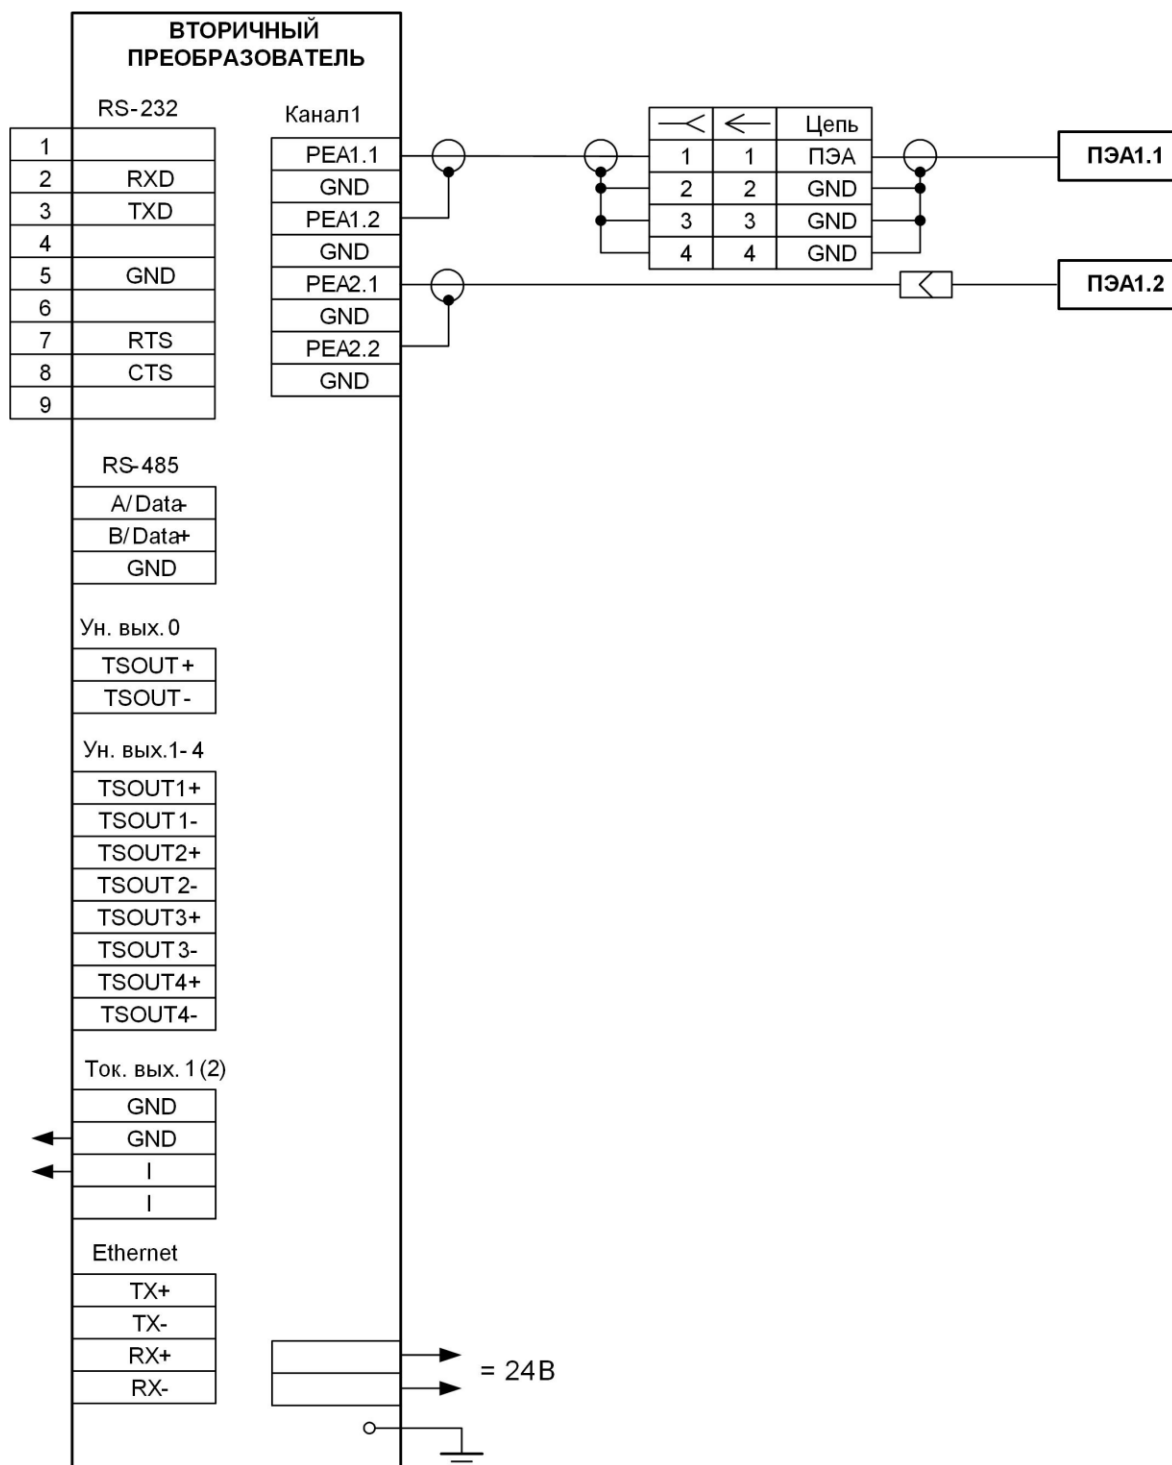 ВТОРИЧНЫЙ
ПРЕОБРАЗОВАТЕЛЬ
RS-232
1
2 RXD
3 TXD
4
5 GND
6
7 RTS
8 CTS
9
Канал1
PEA1.1
GND
PEA1.2
GND
PEA2.1
GND
PEA2.2
GND
Цепь
1 1 ПЭА
2 2 GND
3 3 GND
4 4 GND
ПЭА1.1
ПЭА1.2
RS-485
A/Data-
B/Data+
GND
Ун. вых.0
TSOUT+
TSOUT-
Ун. вых.1-4
TSOUT1+
TSOUT1-
TSOUT2+
TSOUT2-
TSOUT3+
TSOUT3-
TSOUT4+
TSOUT4-
Ток. вых. 1(2)
GND
GND
I
I
Ethernet
TX+
TX-
RX+
RX-
= 24В